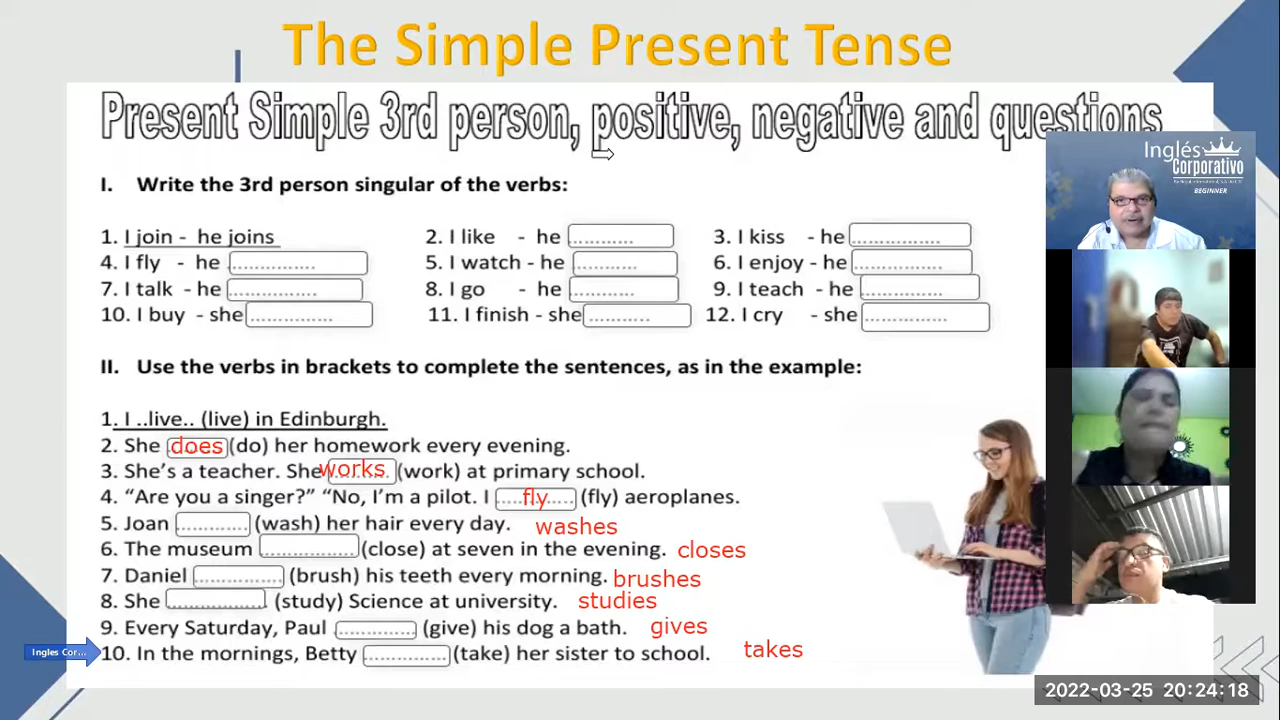 The Simple Present Tense
Present Simple 3rd person, positive, negative and questions
Inglés
Corporativo
BEGINNER
I. Write the 3rd person singular of the verbs:
1. I join - he joins 2. I like - he ........... 3. I kiss - he ...............
4. I fly - he .............. 5. I watch - he .......... 6. I enjoy - he ..............
7. I talk - he ............... 8. I go - he ........... 9. I teach - he ..............
10. I buy - she .............. 11. I finish - she .......... 12. I cry - she ..............
II. Use the verbs in brackets to complete the sentences, as in the example:
1. I ..live.. (live) in Edinburgh.
2. She does (do) her homework every evening.
3. She's a teacher. She works (work) at primary school.
4. “Are you a singer?” “No, I'm a pilot. I .....fly..... (fly) aeroplanes.
5. Joan ............ (wash) her hair every day. washes
6. The museum ................ (close) at seven in the evening. closes
7. Daniel ............... (brush) his teeth every morning. brushes
8. She ................ (study) Science at university. studies
9. Every Saturday, Paul ............. (give) his dog a bath. gives
Ingles Cor...
10. In the mornings, Betty .............. (take) her sister to school. takes
2022-03-25 20:24:18